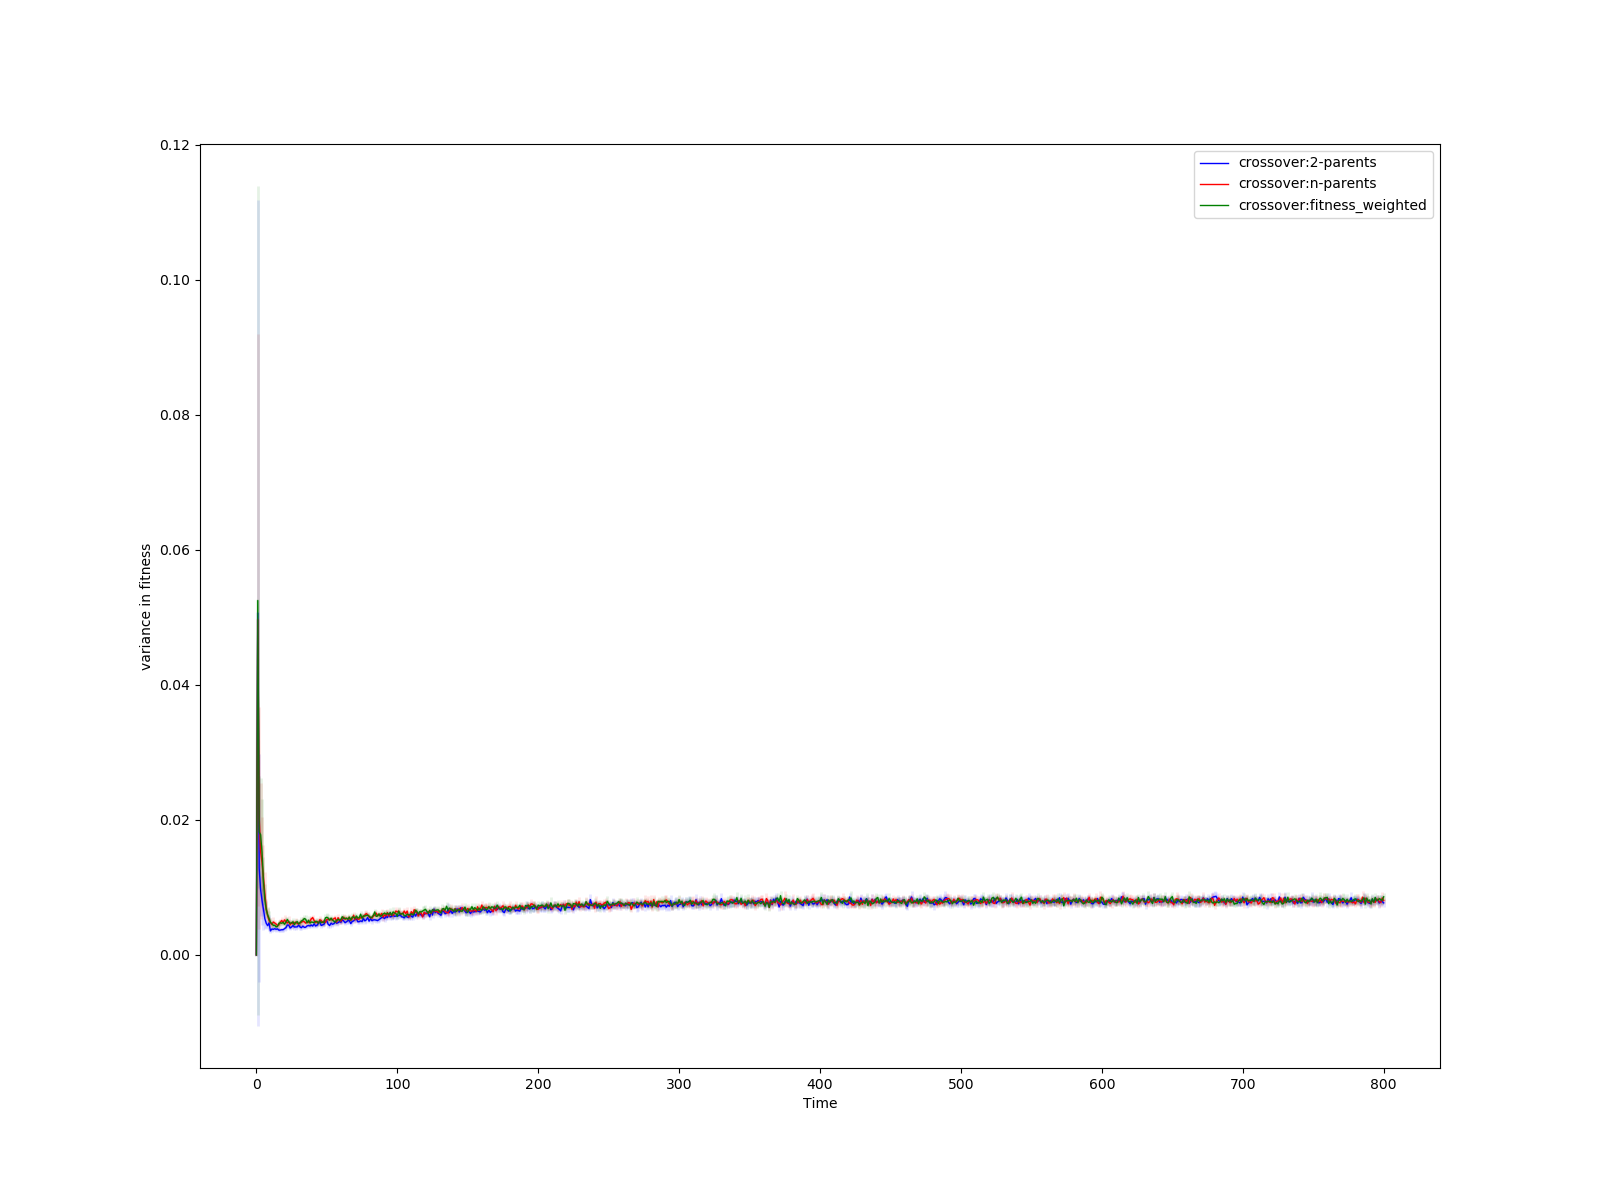 0.12
0.10
0.08
0.06
0.04
0.02
0.00
variance in fitness
crossover:2-parents
crossover:n-parents
crossover:fitness_weighted
0 100 200 300 400 500 600 700 800
Time